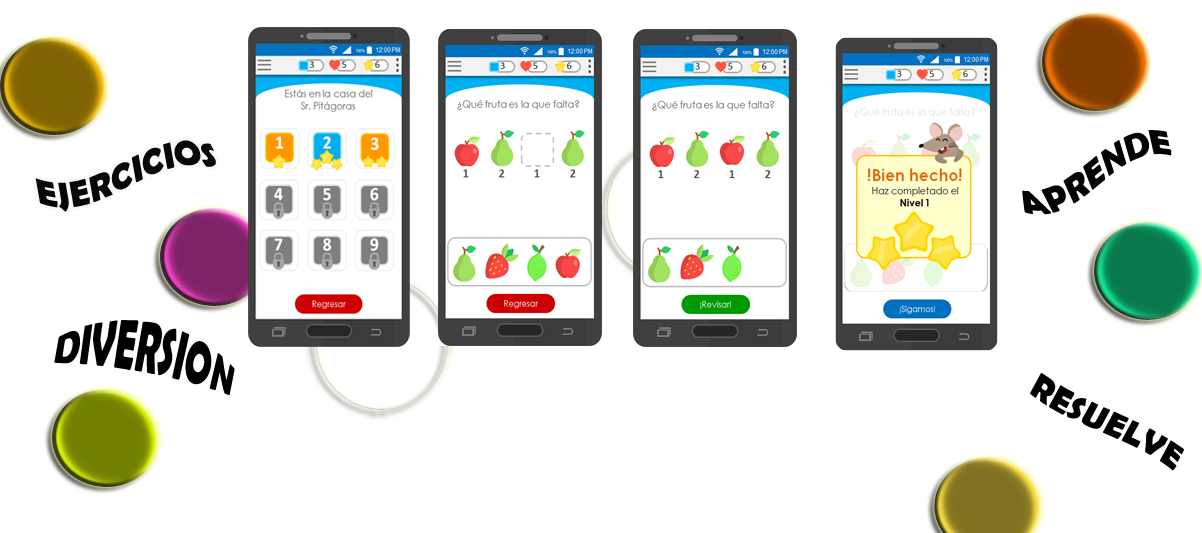 EJERCICIOS
DIVERSION
100% 12:00 PM
3 5 6
Estás en la casa del
Sr. Pitágoras
1 2 3
4 5 6
7 8 9
Regresar
100% 12:00 PM
3 5 6
¿Qué fruta es la que falta?
1 2 1 2
Regresar
100% 12:00 PM
3 5 6
¿Qué fruta es la que falta?
1 2 1 2
¡Revisar!
100% 12:00 PM
3 5 6
¿Qué fruta es la que falta?
!Bien hecho!
Haz completado el
Nivel 1
¡Sigamos!
APRENDE
RESUELVE